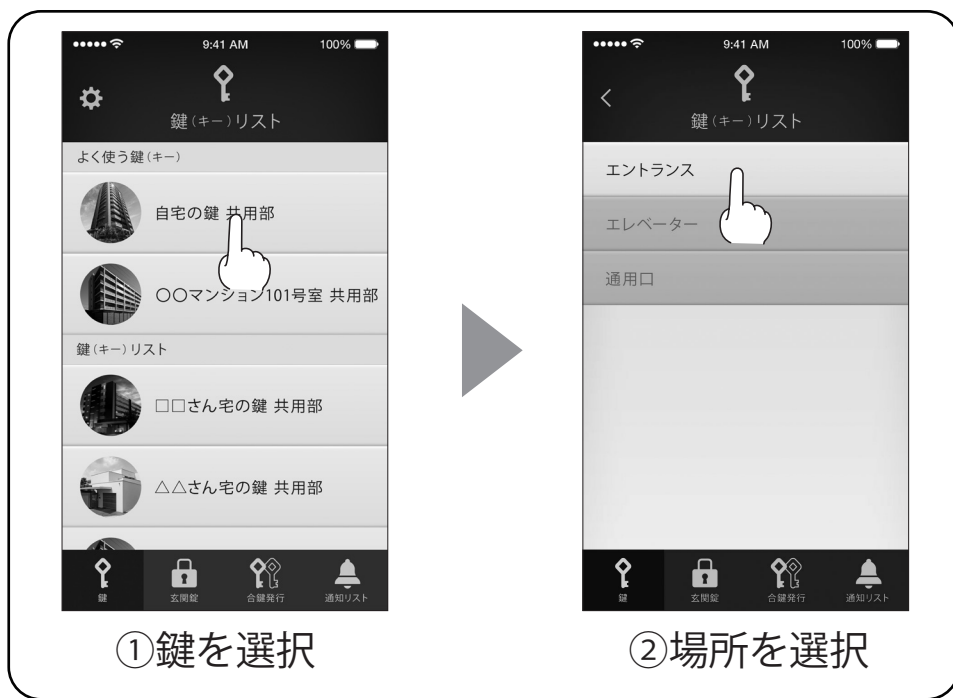 9:41 AM 100%
鍵（キー）リスト
よく使う鍵（キー）
自宅の鍵 共用部
〇〇マンション101号室 共用部
鍵（キー）リスト
□□さん宅の鍵 共用部
△△さん宅の鍵 共用部
鍵 玄関錠 合鍵発行 通知リスト
①鍵を選択
9:41 AM 100%
鍵（キー）リスト
エントランス
エレベーター
通用口
鍵 玄関錠 合鍵発行 通知リスト
②場所を選択